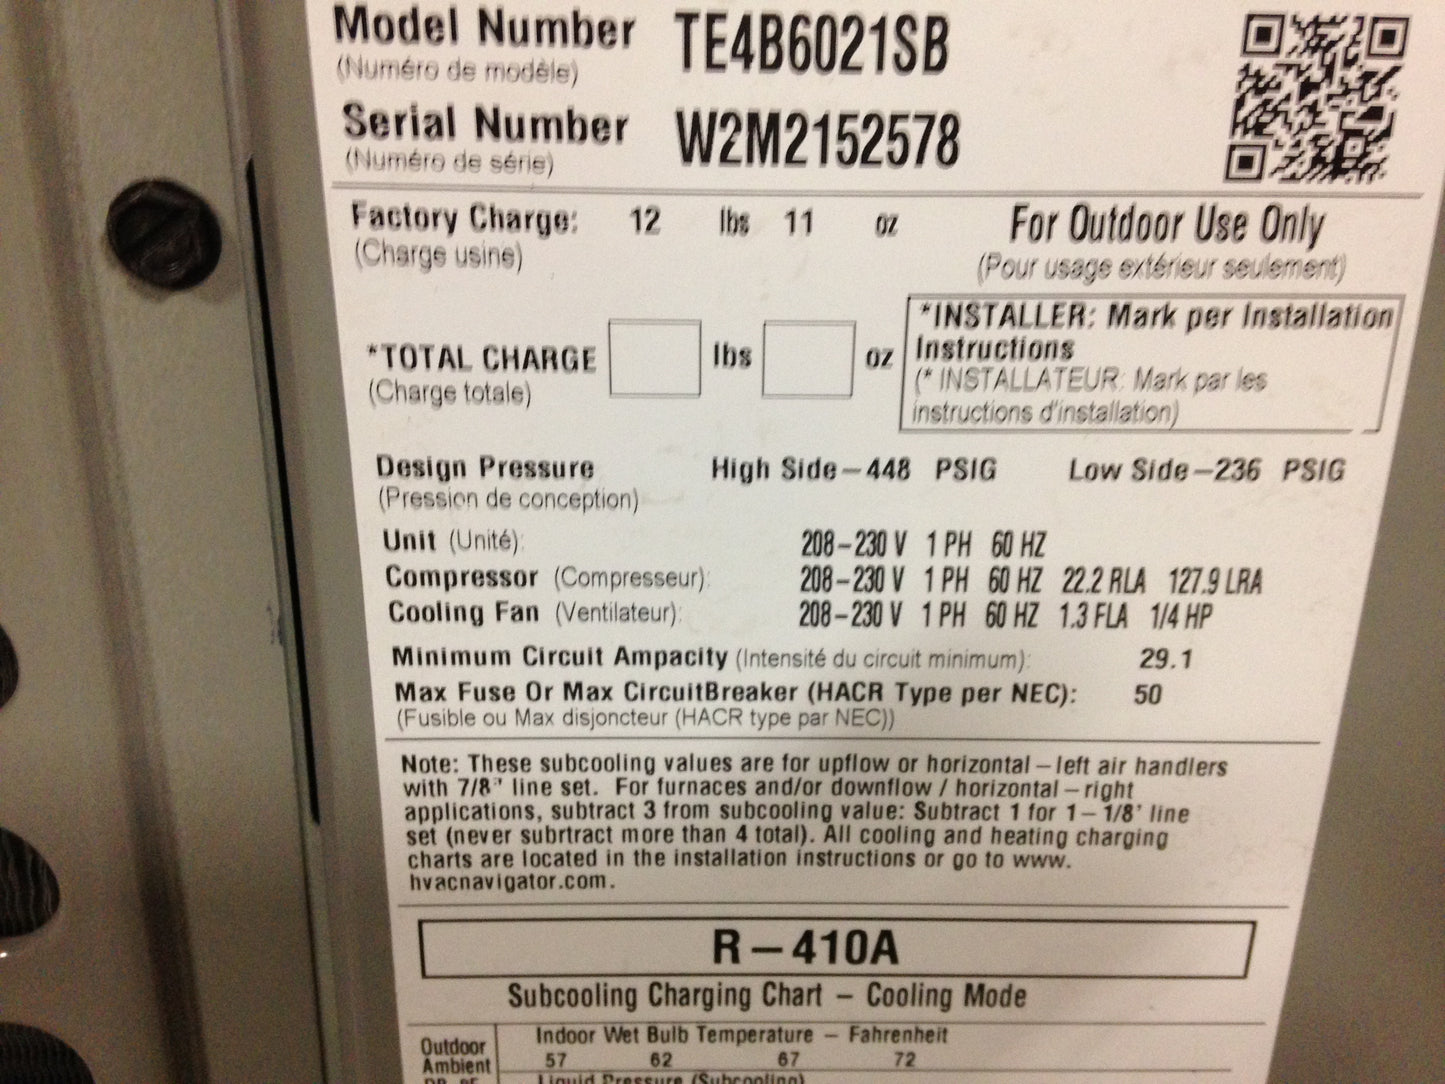 Model Number TE4B6021SB
(Numéro de modèle)
Serial Number W2M2152578
(Numéro de série)
Factory Charge: 12 lbs 11 oz For Outdoor Use Only
(Charge usine) (Pour usage extérieur seulement)
*INSTALLER: Mark per Installation
Instructions
*TOTAL CHARGE lbs oz
(Charge totale)
(* INSTALLATEUR: Mark par les
instructions d'installation)
Design Pressure High Side-448 PSIG Low Side-236 PSIG
(Pression de conception)
Unit (Unité): 208-230 V 1 PH 60 HZ
Compressor (Compresseur): 208-230 V 1 PH 60 HZ 22.2 RLA 127.9 LRA
Cooling Fan (Ventilateur): 208-230 V 1 PH 60 HZ 1.3 FLA 1/4 HP
Minimum Circuit Ampacity (Intensité du circuit minimum): 29.1
Max Fuse Or Max CircuitBreaker (HACR Type per NEC): 50
(Fusible ou Max disjoncteur (HACR type par NEC))
Note: These subcooling values are for upflow or horizontal-left air handlers
with 7/8" line set. For furnaces and/or downflow / horizontal-right
applications, subtract 3 from subcooling value: Subtract 1 for 1-1/8' line
set (never subrtract more than 4 total). All cooling and heating charging
charts are located in the installation instructions or go to www.
hvacnavigator.com.
R-410A
Subcooling Charging Chart - Cooling Mode
Outdoor Indoor Wet Bulb Temperature - Fahrenheit
Ambient 57 62 67 72
Liquid Pressure (Subcooling)